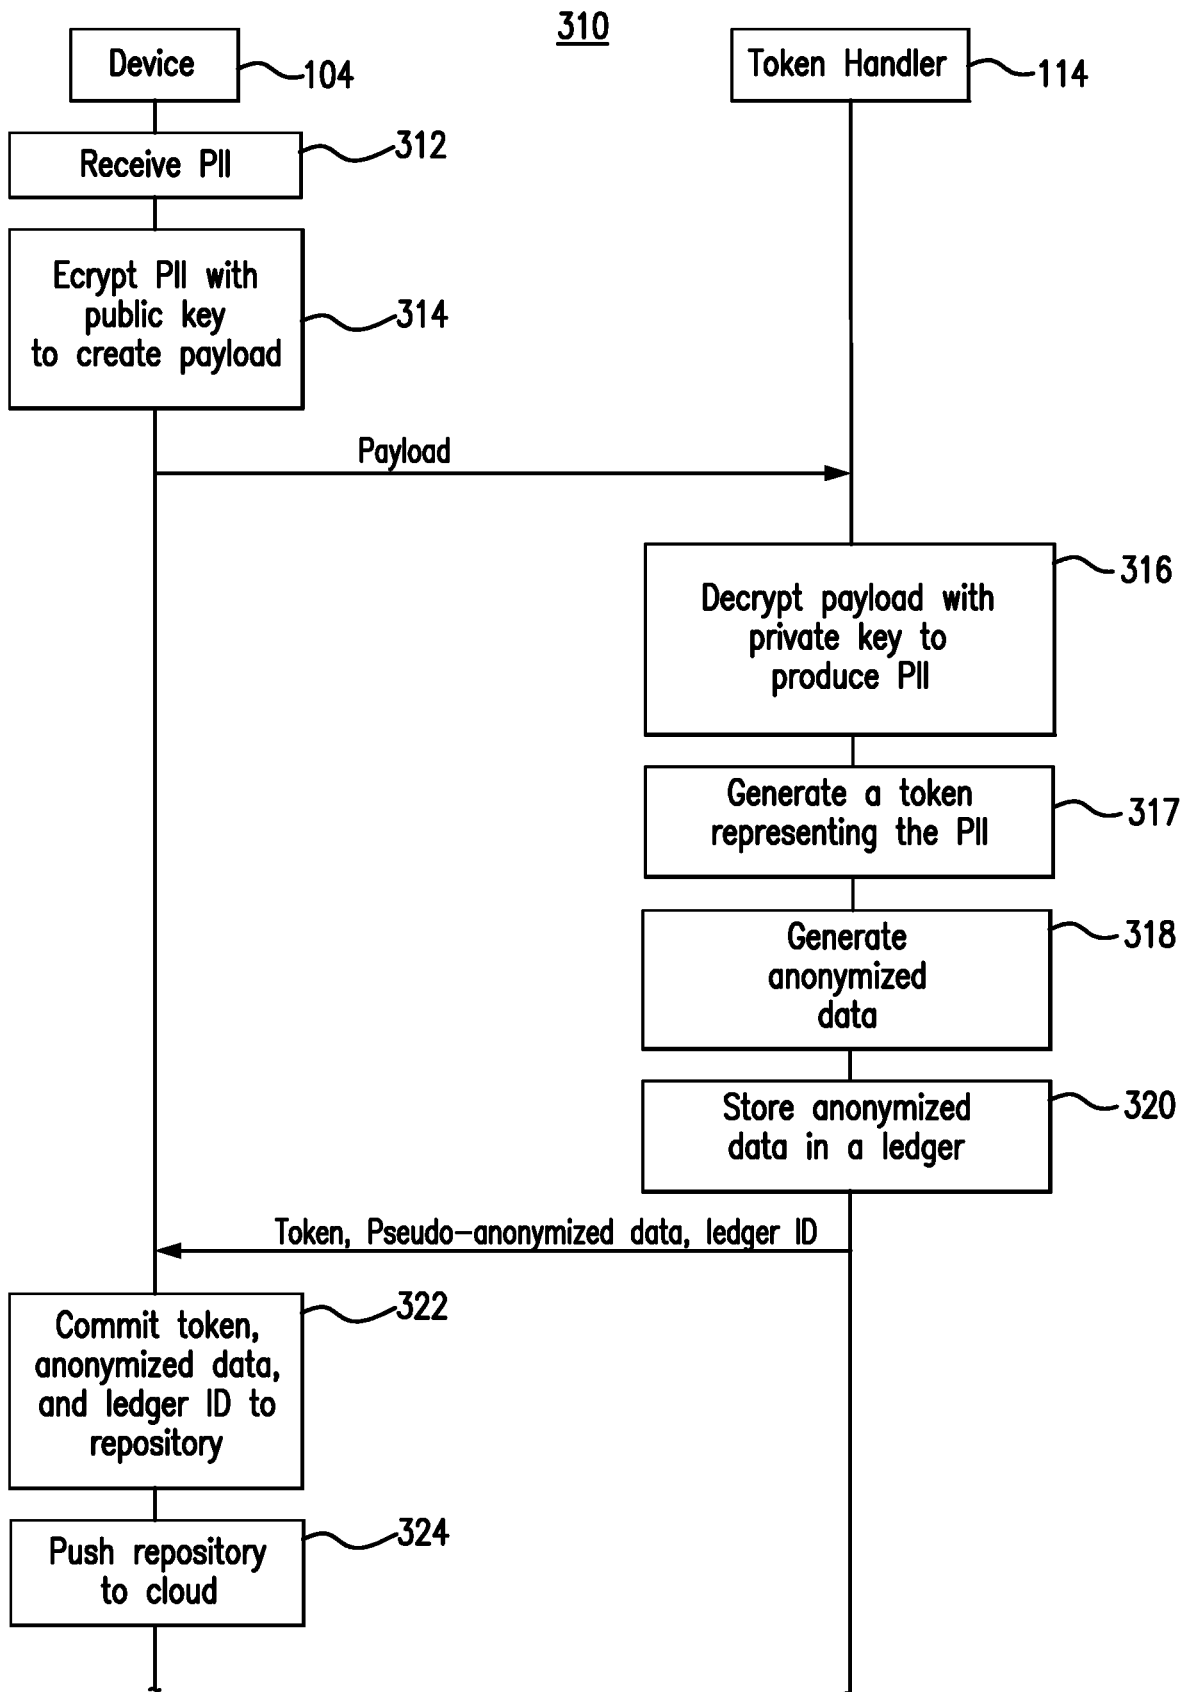 310
Device
104
Token Handler
114
Receive PII
312
Ecrypt PII with
public key
to create payload
314
Payload
Decrypt payload with
private key to
produce PII
316
Generate a token
representing the PII
317
Generate
anonymized
data
318
Store anonymized
data in a ledger
320
Token, Pseudo-anonymized data, ledger ID
Commit token,
anonymized data,
and ledger ID to
repository
322
Push repository
to cloud
324